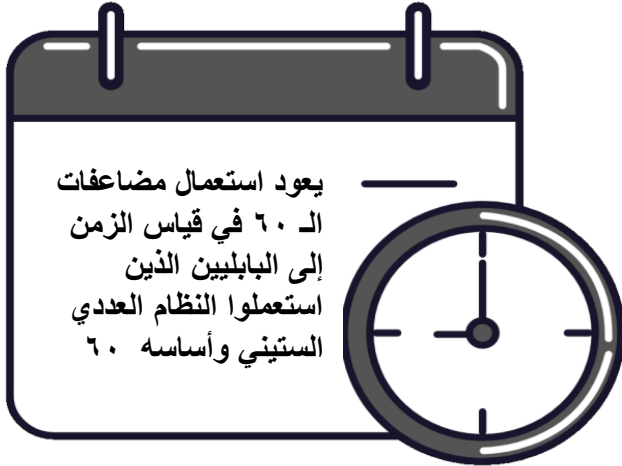 يعود استعمال مضاعفات
الـ ٦٠ في قياس الزمن
إلى البابليين الذين
استعملوا النظام العددي
الستيني وأساسه ٦٠